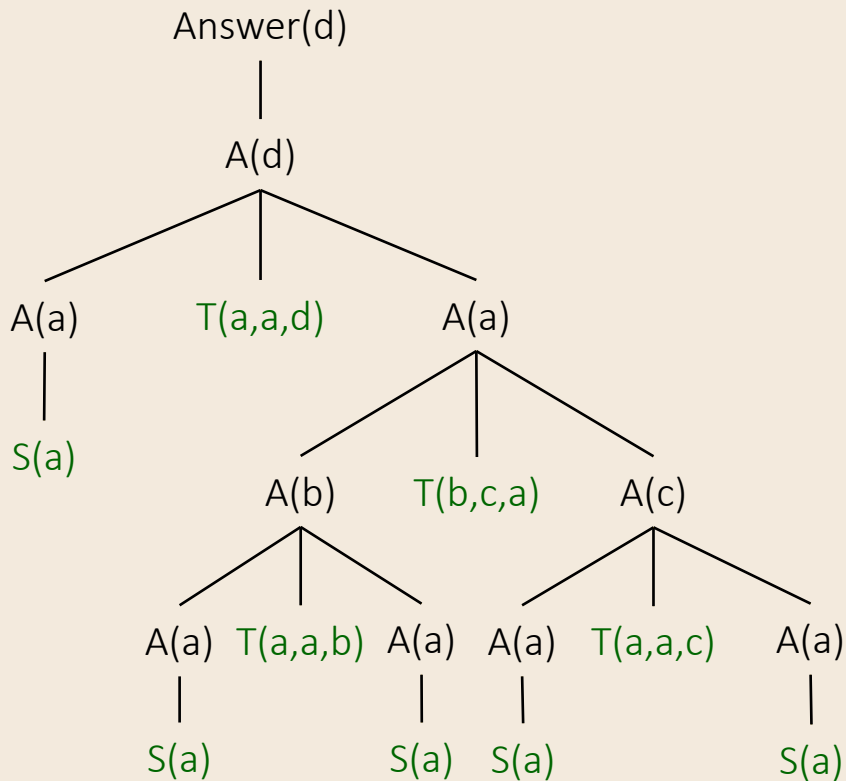 Answer(d)
A(d)
A(a) T(a,a,d) A(a)
S(a)
A(b) T(b,c,a) A(c)
A(a) T(a,a,b) A(a) A(a) T(a,a,c) A(a)
S(a) S(a) S(a) S(a)